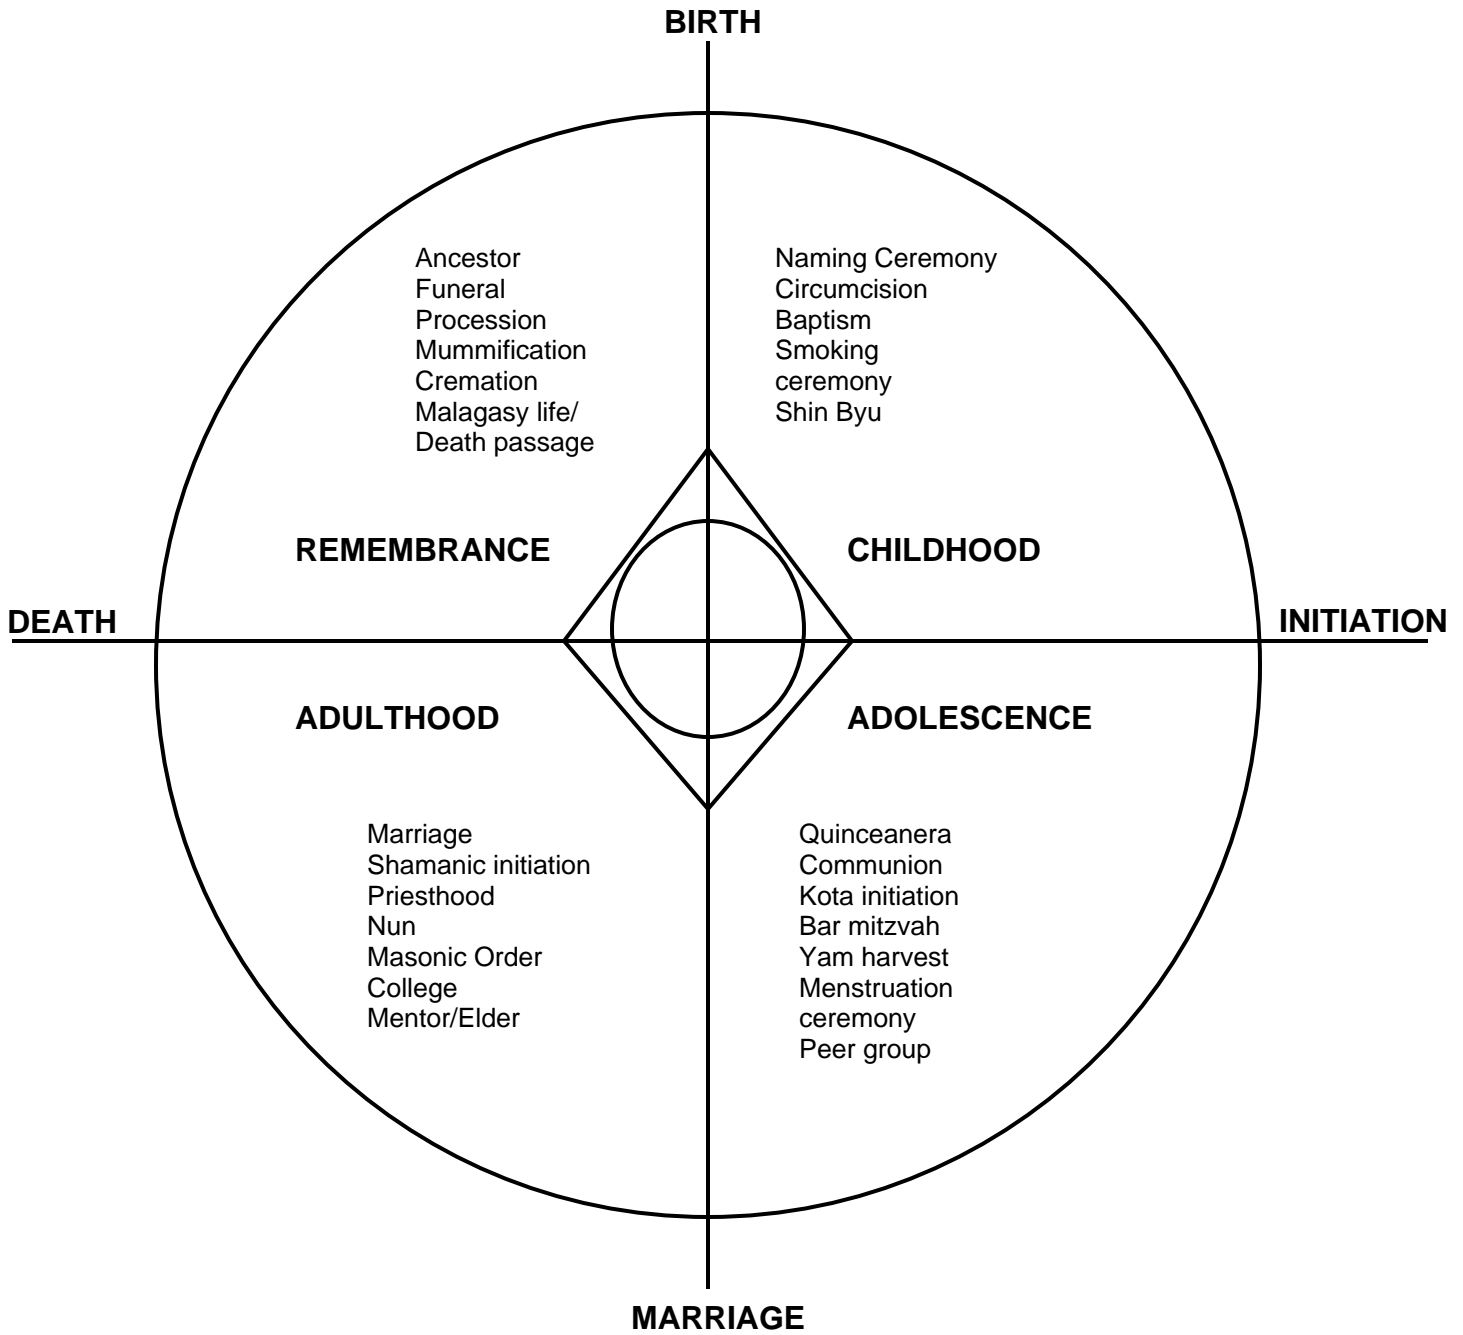 BIRTH
Ancestor
Funeral
Procession
Mummification
Cremation
Malagasy life/
Death passage
Naming Ceremony
Circumcision
Baptism
Smoking
ceremony
Shin Byu
REMEMBRANCE
CHILDHOOD
DEATH
INITIATION
ADULTHOOD
ADOLESCENCE
Marriage
Shamanic initiation
Priesthood
Nun
Masonic Order
College
Mentor/Elder
Quinceanera
Communion
Kota initiation
Bar mitzvah
Yam harvest
Menstruation
ceremony
Peer group
MARRIAGE